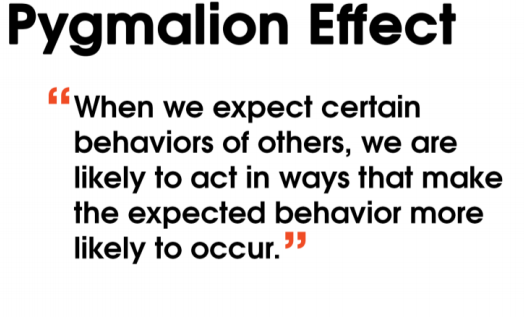 Pygmalion Effect
“When we expect certain
behaviors of others, we are
likely to act in ways that make
the expected behavior more
likely to occur.”